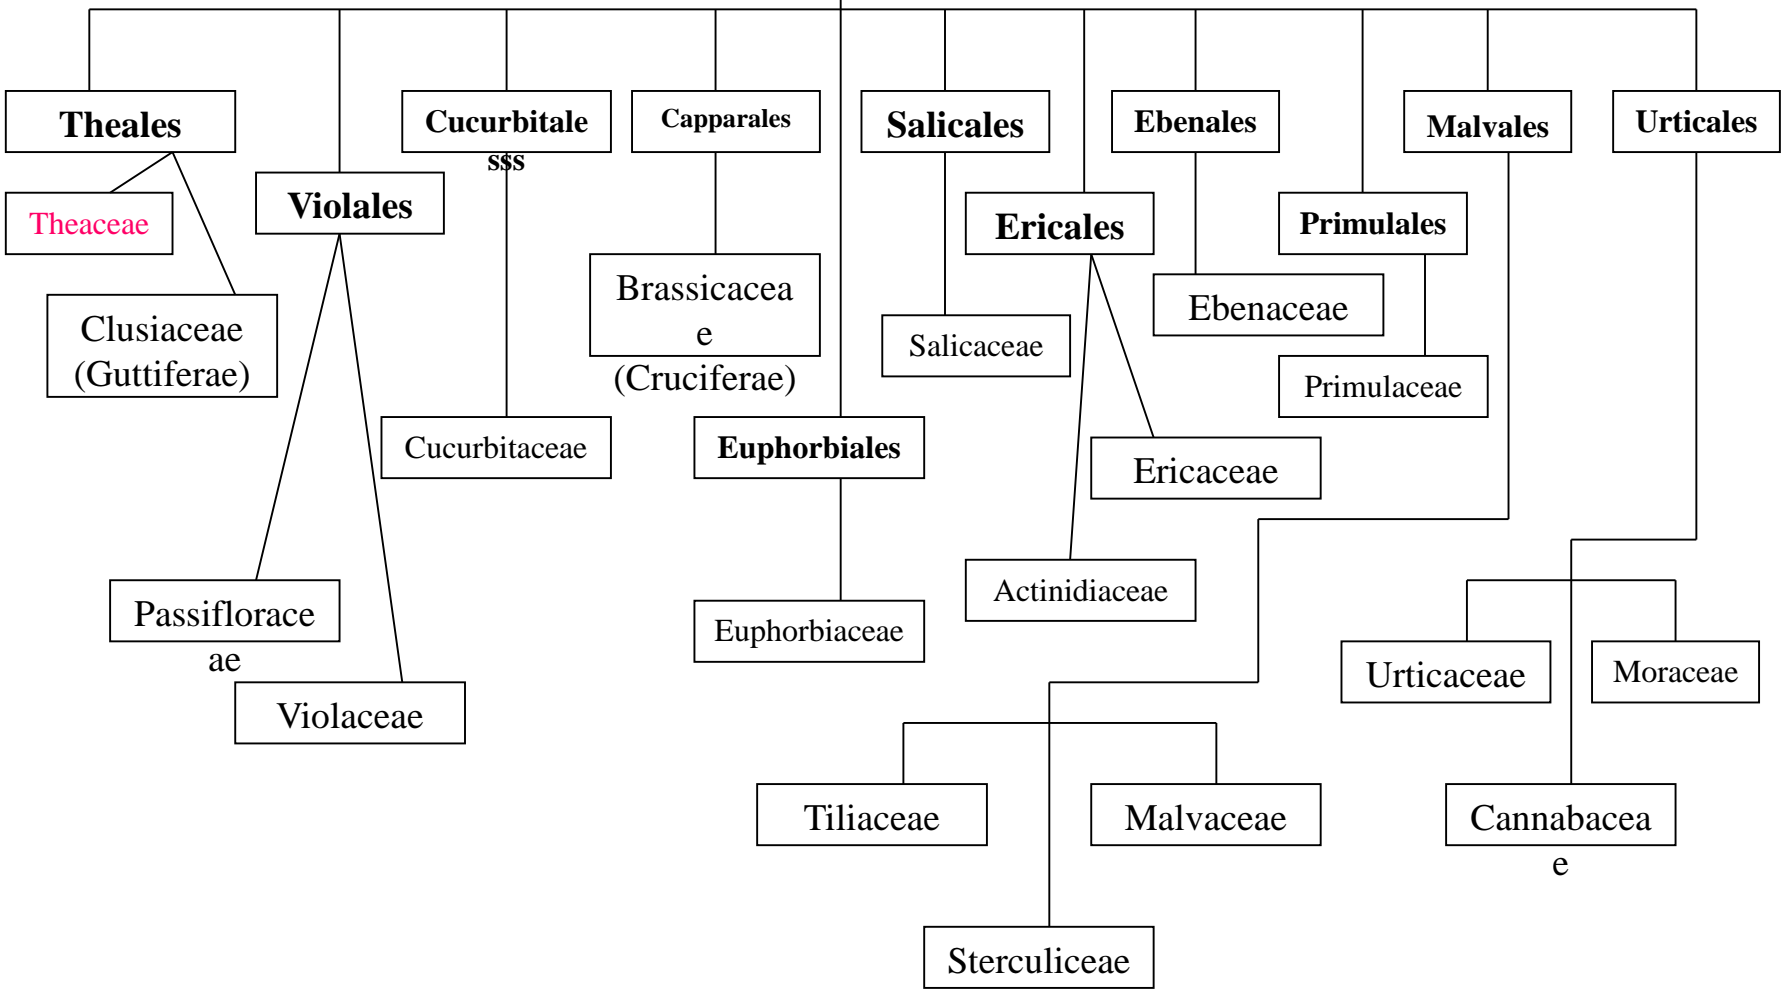 Theales
Cucurbitale
sss
Capparales
Salicales
Ebenales
Malvales
Urticales
Theaceae
Violales
Ericales
Primulales
Clusiaceae
(Guttiferae)
Brassicacea
e
(Cruciferae)
Salicaceae
Ebenaceae
Primulaceae
Cucurbitaceae
Euphorbiales
Ericaceae
Passiflorace
ae
Euphorbiaceae
Actinidiaceae
Urticaceae
Moraceae
Violaceae
Tiliaceae
Malvaceae
Cannabacea
e
Sterculiceae